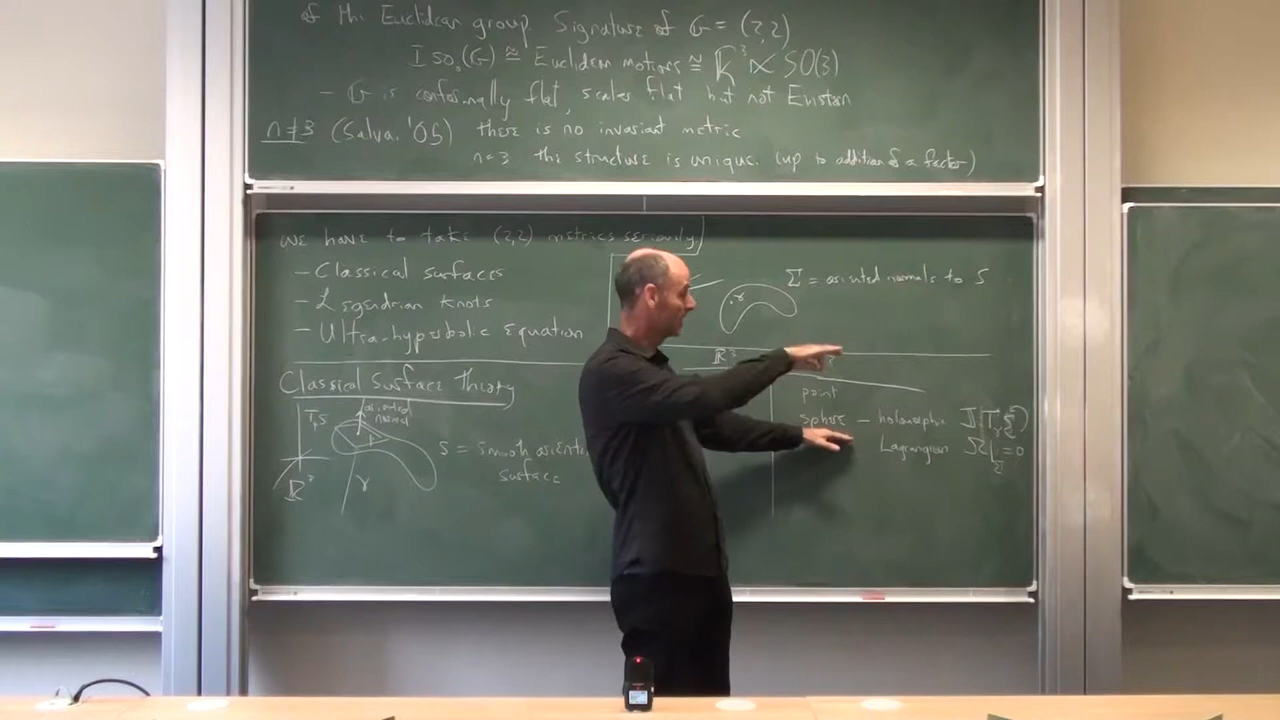 of the Euclidean group. Signature of G = (2,2)
Iso₀(G) ≅ Euclidean motions ≅ ℝ³ ⋉ SO(3)
- G is conformally flat, scalar flat but not Einstein
n≠3 (Salvai '05) there is no invariant metric
n=3 the structure is unique (up to addition of a factor)
we have to take (2,2) metrics seriously
- Classical surfaces
- Legendrian knots
- Ultra-hyperbolic Equation
Σ = oriented normals to S
γ
ℝ³
Classical Surface Theory
TₚS
oriented
normal
ℝ³
γ
S = smooth oriente
surface
point
sphere - holomorphic
Lagrangian
Σ
=0